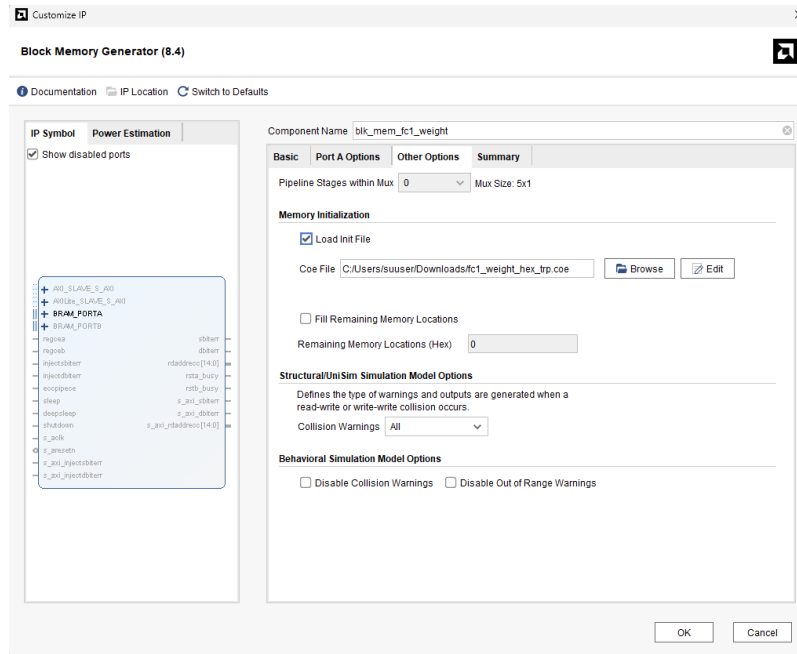 Customize IP
Block Memory Generator (8.4)
Documentation IP Location Switch to Defaults
IP Symbol Power Estimation
Show disabled ports
AXI_SLAVE_S_AXI
AXILite_SLAVE_S_AXI
BRAM_PORTA
BRAM_PORTB
regcea sbiterr
regceb dbiterr
injectsbiterr rdaddrecc[14:0]
injectdbiterr rsta_busy
eccpipece rstb_busy
sleep s_axi_sbiterr
deepsleep s_axi_dbiterr
shutdown s_axi_rdaddrecc[14:0]
s_aclk
s_aresetn
s_axi_injectsbiterr
s_axi_injectdbiterr
Component Name blk_mem_fc1_weight
Basic Port A Options Other Options Summary
Pipeline Stages within Mux 0 Mux Size: 5x1
Memory Initialization
Load Init File
Coe File C:/Users/suuser/Downloads/fc1_weight_hex_trp.coe Browse Edit
Fill Remaining Memory Locations
Remaining Memory Locations (Hex) 0
Structural/UniSim Simulation Model Options
Defines the type of warnings and outputs are generated when a
read-write or write-write collision occurs.
Collision Warnings All
Behavioral Simulation Model Options
Disable Collision Warnings Disable Out of Range Warnings
OK Cancel